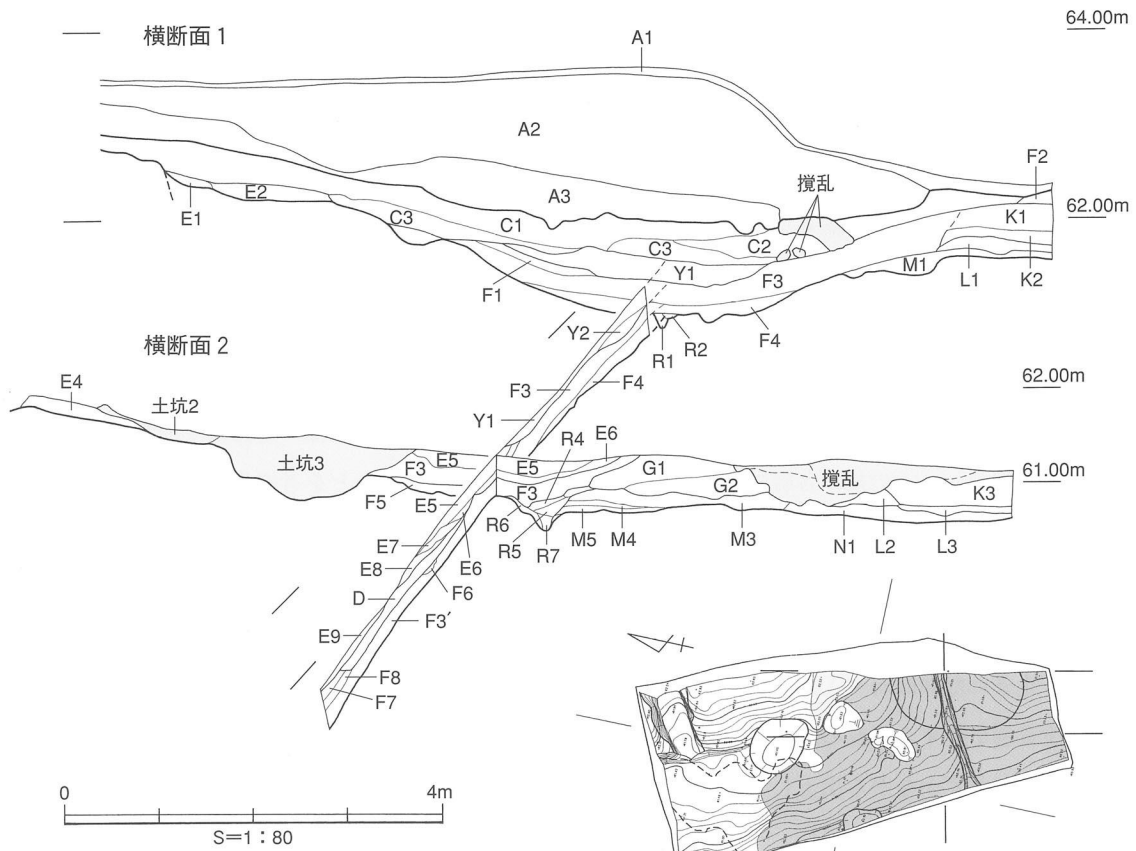 横断面1
64.00m
A1
A2
F2
撹乱
A3
62.00m
E2
K1
E1
C3
C1
C2
C3
M1
Y1
F3
L1
K2
F1
F4
Y2
R1
R2
横断面2
62.00m
E4
F3
F4
土坑2
Y1
R4
E6
土坑3
E5
E5
G1
撹乱
61.00m
F3
F3
G2
K3
F5
E5
R6
R5
R7
M5
M4
M3
N1
L2
L3
E7
E8
E6
F6
D
F3′
E9
F8
F7
0
4m
S=1:80